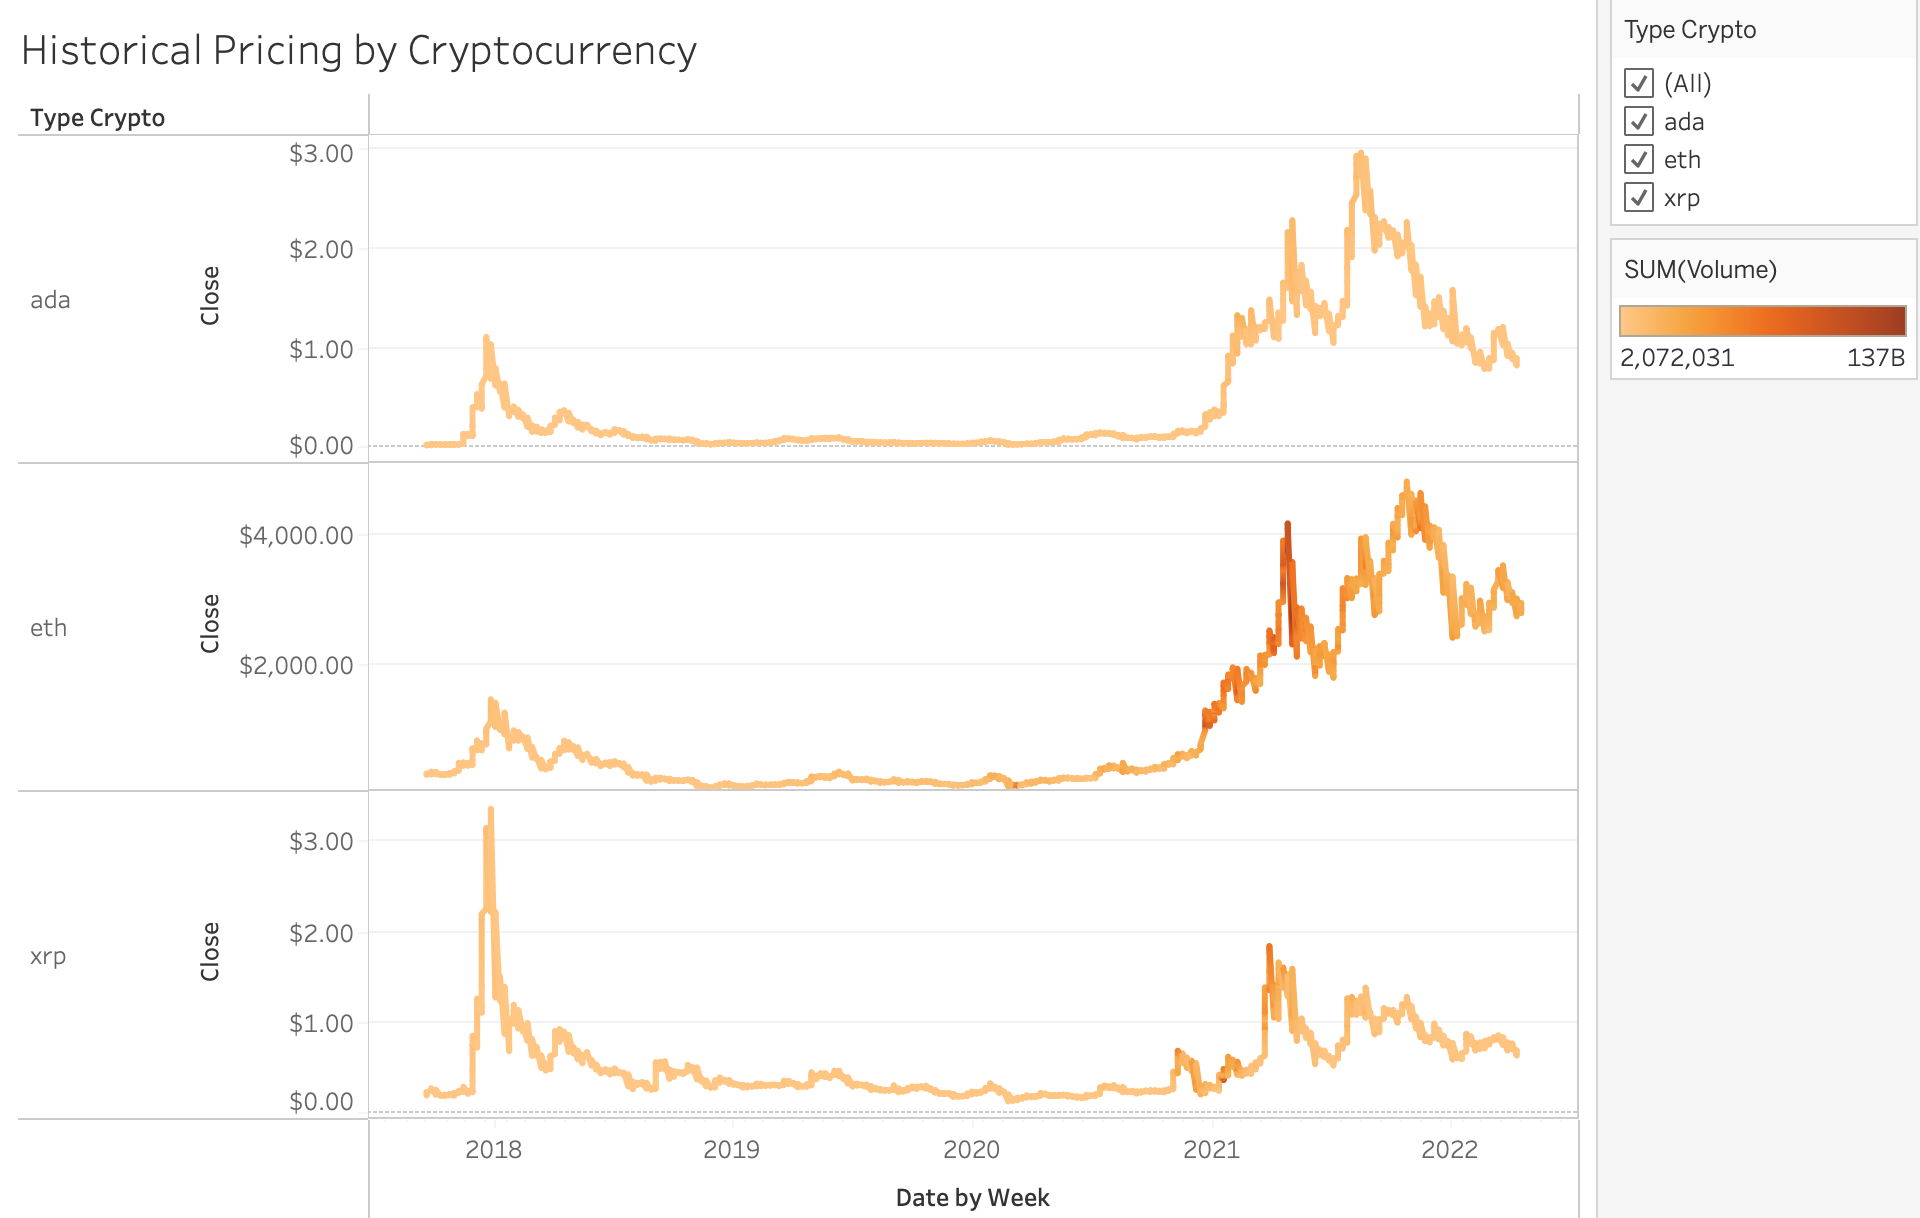 Historical Pricing by Cryptocurrency
Type Crypto
ada
Close
$3.00
$2.00
$1.00
$0.00
eth
Close
$4,000.00
$2,000.00
xrp
Close
$3.00
$2.00
$1.00
$0.00
2018 2019 2020 2021 2022
Date by Week
Type Crypto
(All)
ada
eth
xrp
SUM(Volume)
2,072,031 137B